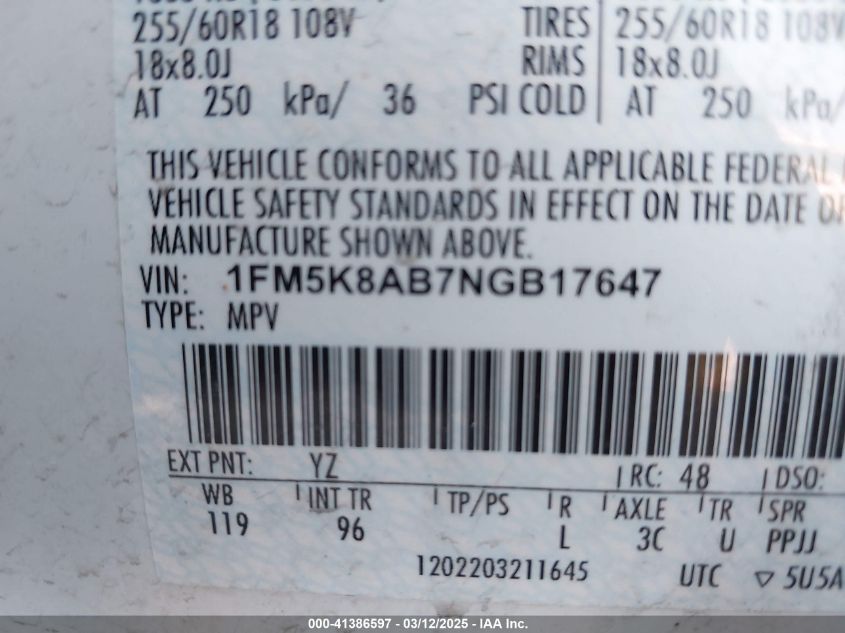 255/60R18 108V TIRES 255/60R18 108V
18x8.0J RIMS 18x8.0J
AT 250 kPa/ 36 PSI COLD AT 250 kPa/
THIS VEHICLE CONFORMS TO ALL APPLICABLE FEDERAL
VEHICLE SAFETY STANDARDS IN EFFECT ON THE DATE OF
MANUFACTURE SHOWN ABOVE.
VIN: 1FM5K8AB7NGB17647
TYPE: MPV
EXT PNT: YZ RC: 48 DSO:
WB INT TR TP/PS R AXLE TR SPR
119 96 L 3C U PPJJ
1202203211645 UTC ▽ 5U5A
000-41386597 - 03/12/2025 - IAA Inc.